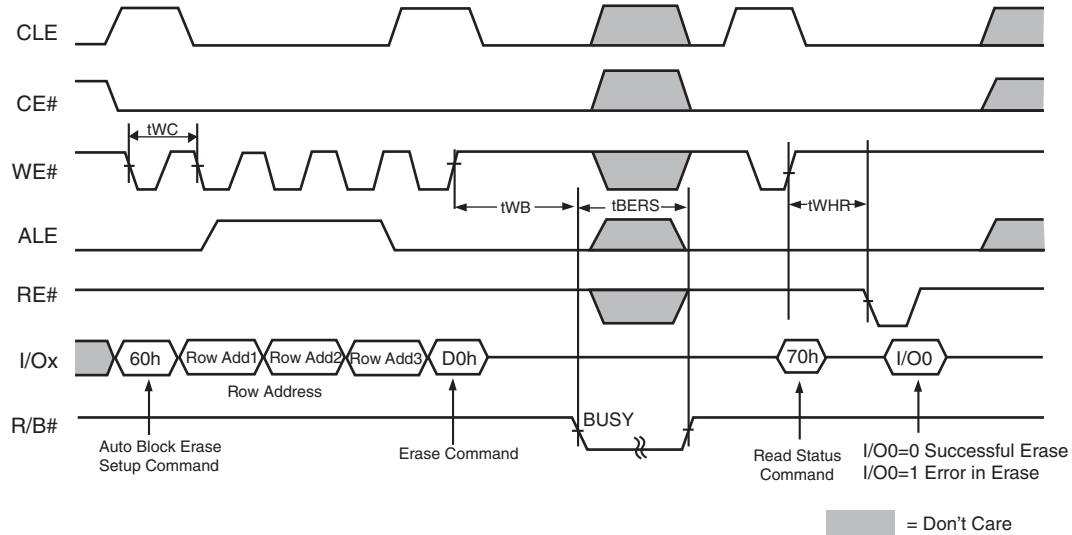 CLE
CE#
tWC
WE#
tWB
tBERS
tWHR
ALE
RE#
I/Ox
60h
Row Add1
Row Add2
Row Add3
D0h
70h
I/O0
Row Address
R/B#
BUSY
Auto Block Erase
Setup Command
Erase Command
Read Status
Command
I/O0=0 Successful Erase
I/O0=1 Error in Erase
= Don't Care